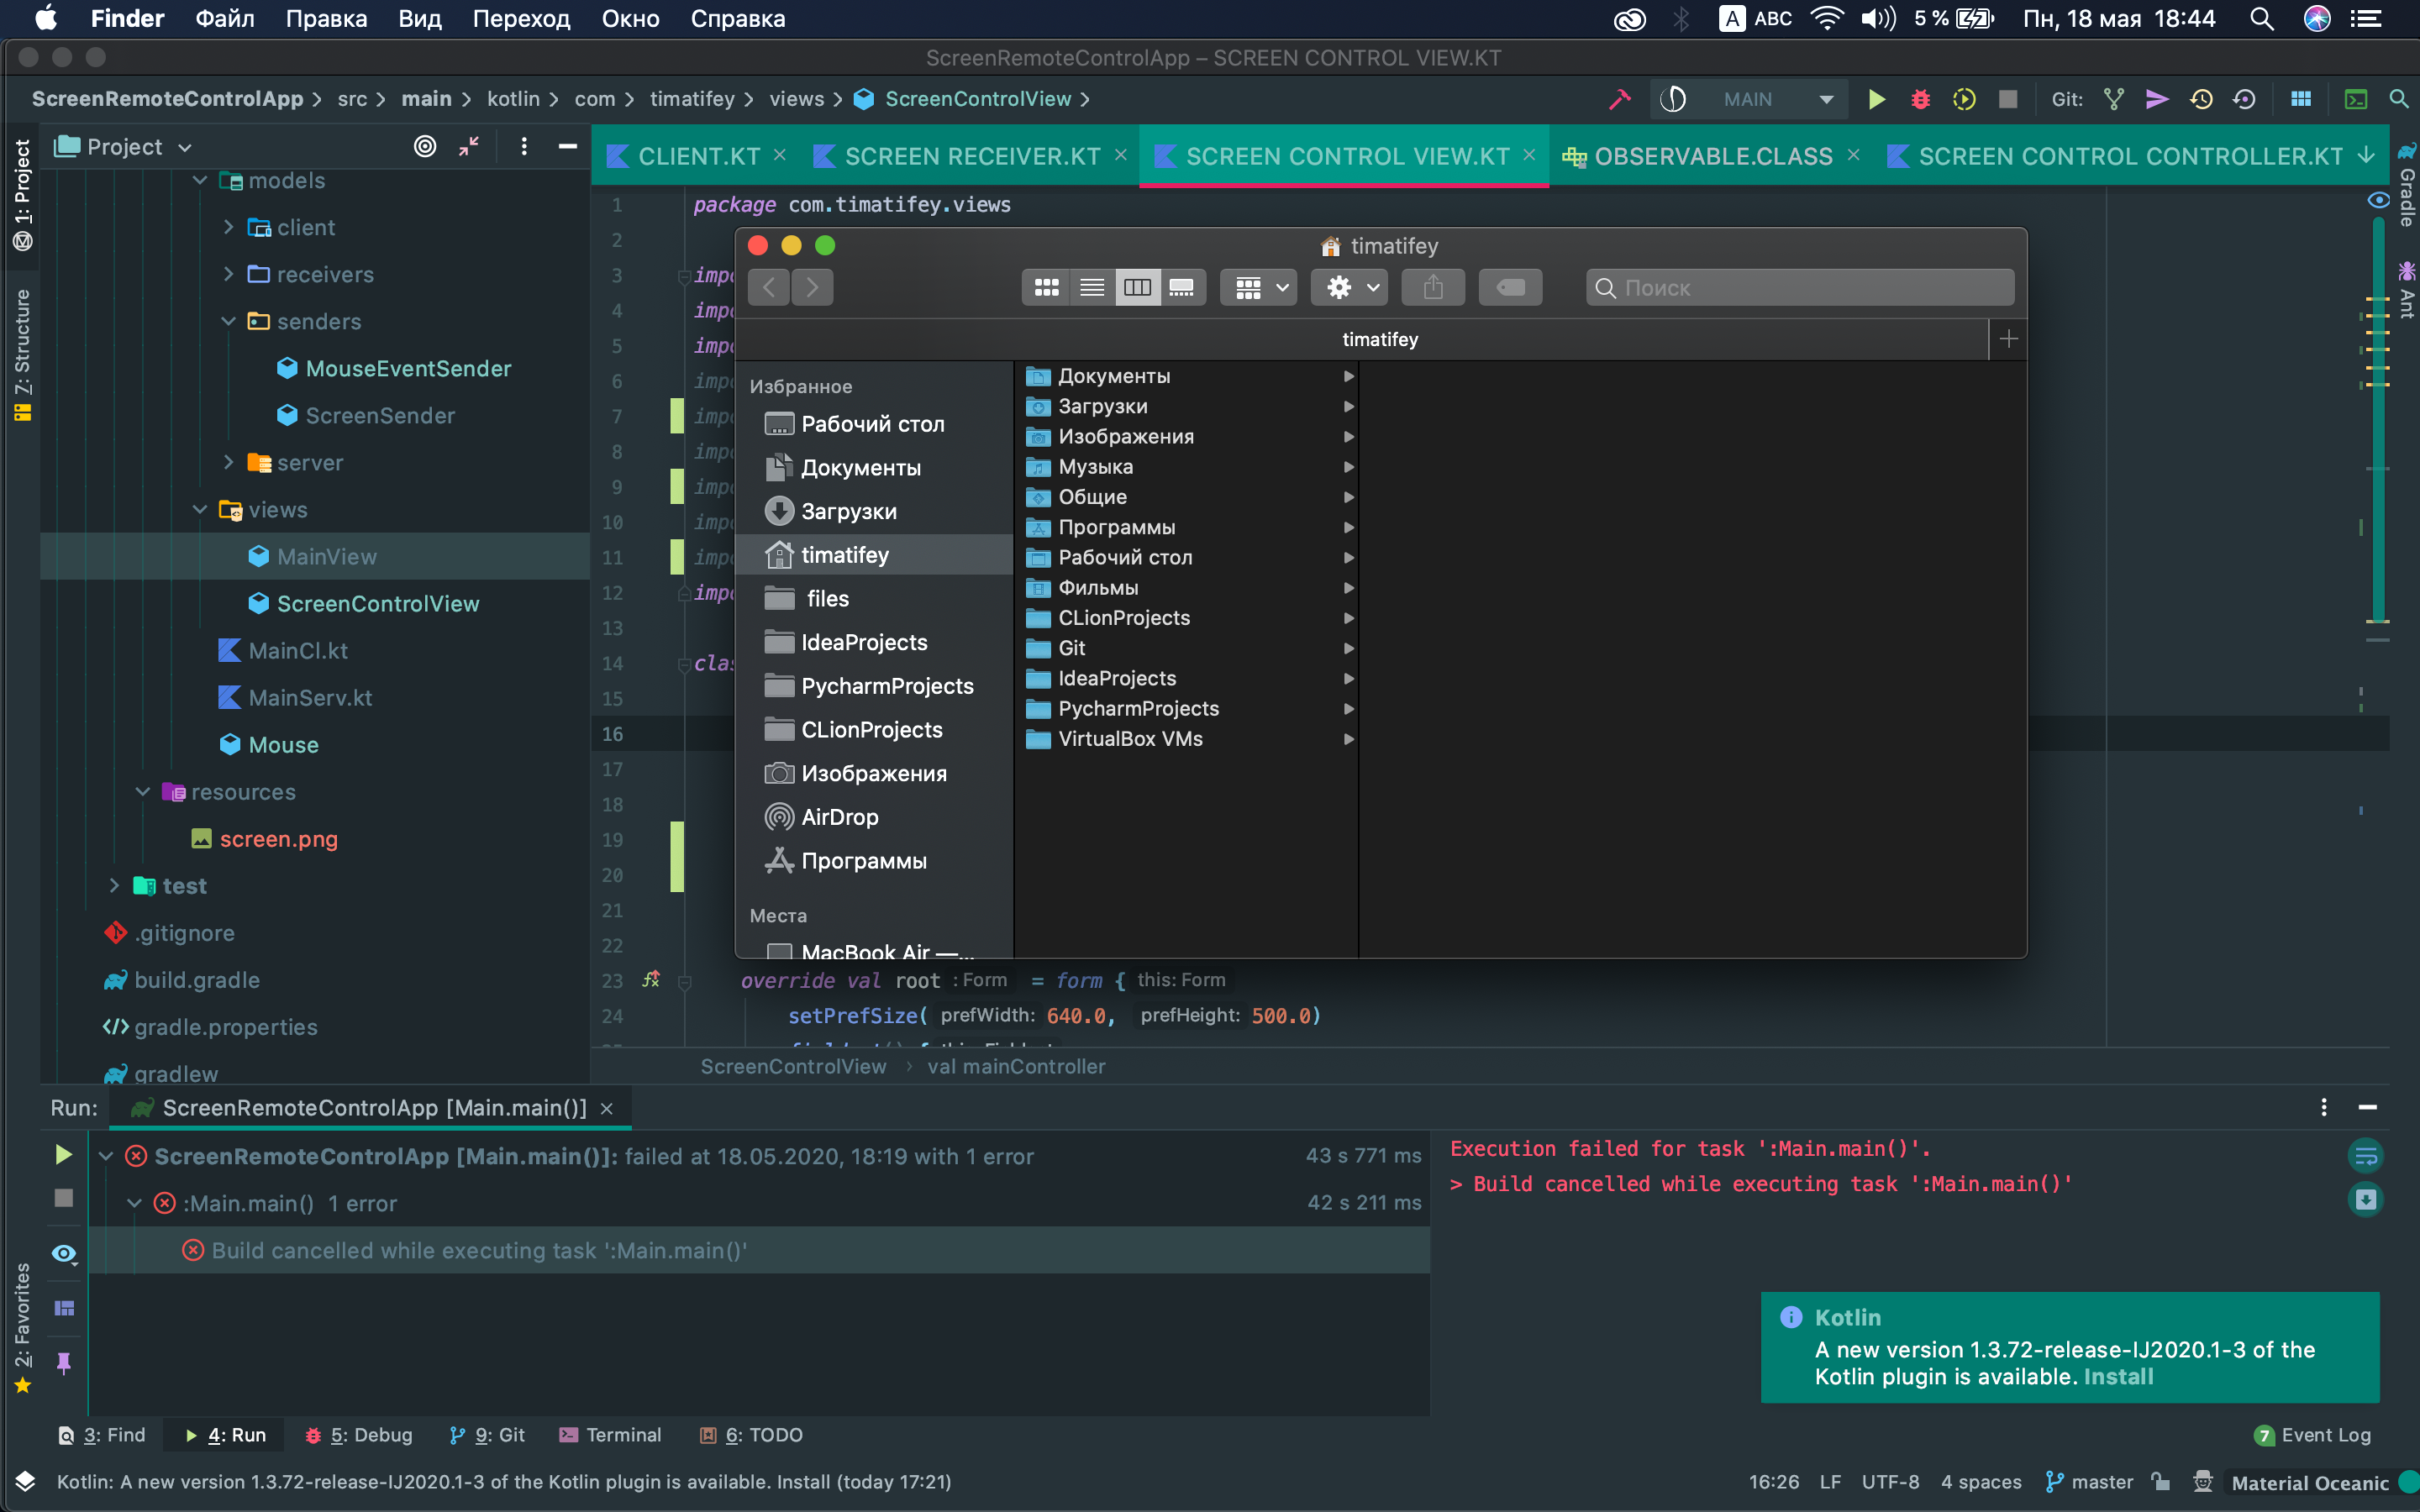 Finder Файл Правка Вид Переход Окно Справка A ABC 5 % Пн, 18 мая 18:44
ScreenRemoteControlApp – SCREEN CONTROL VIEW.KT
ScreenRemoteControlApp src main kotlin com timatifey views ScreenControlView MAIN Git:
1: Project
7: Structure
2: Favorites
Project
models
client
receivers
senders
MouseEventSender
ScreenSender
server
views
MainView
ScreenControlView
MainCl.kt
MainServ.kt
Mouse
resources
screen.png
test
.gitignore
build.gradle
gradle.properties
gradlew
CLIENT.KT SCREEN RECEIVER.KT SCREEN CONTROL VIEW.KT OBSERVABLE.CLASS SCREEN CONTROL CONTROLLER.KT
Gradle
Ant
1 package com.timatifey.views
2
3 impo
4 impo
5 impo
6 impo
7 impo
8 impo
9 impo
10 impo
11 impo
12 impo
13
14 clas
15
16
17
18
19
20
21
22
23 override val root : Form = form { this: Form
24 setPrefSize( prefWidth: 640.0, prefHeight: 500.0)
ScreenControlView val mainController
timatifey
Поиск
timatifey
Избранное
Рабочий стол
Документы
Загрузки
timatifey
files
IdeaProjects
PycharmProjects
CLionProjects
Изображения
AirDrop
Программы
Места
MacBook Air —...
Документы
Загрузки
Изображения
Музыка
Общие
Программы
Рабочий стол
Фильмы
CLionProjects
Git
IdeaProjects
PycharmProjects
VirtualBox VMs
Run: ScreenRemoteControlApp [Main.main()]
ScreenRemoteControlApp [Main.main()]: failed at 18.05.2020, 18:19 with 1 error 43 s 771 ms
:Main.main() 1 error 42 s 211 ms
Build cancelled while executing task ':Main.main()'
Execution failed for task ':Main.main()'.
> Build cancelled while executing task ':Main.main()'
Kotlin
A new version 1.3.72-release-IJ2020.1-3 of the
Kotlin plugin is available. Install
3: Find 4: Run 5: Debug 9: Git Terminal 6: TODO 7 Event Log
Kotlin: A new version 1.3.72-release-IJ2020.1-3 of the Kotlin plugin is available. Install (today 17:21) 16:26 LF UTF-8 4 spaces master Material Oceanic